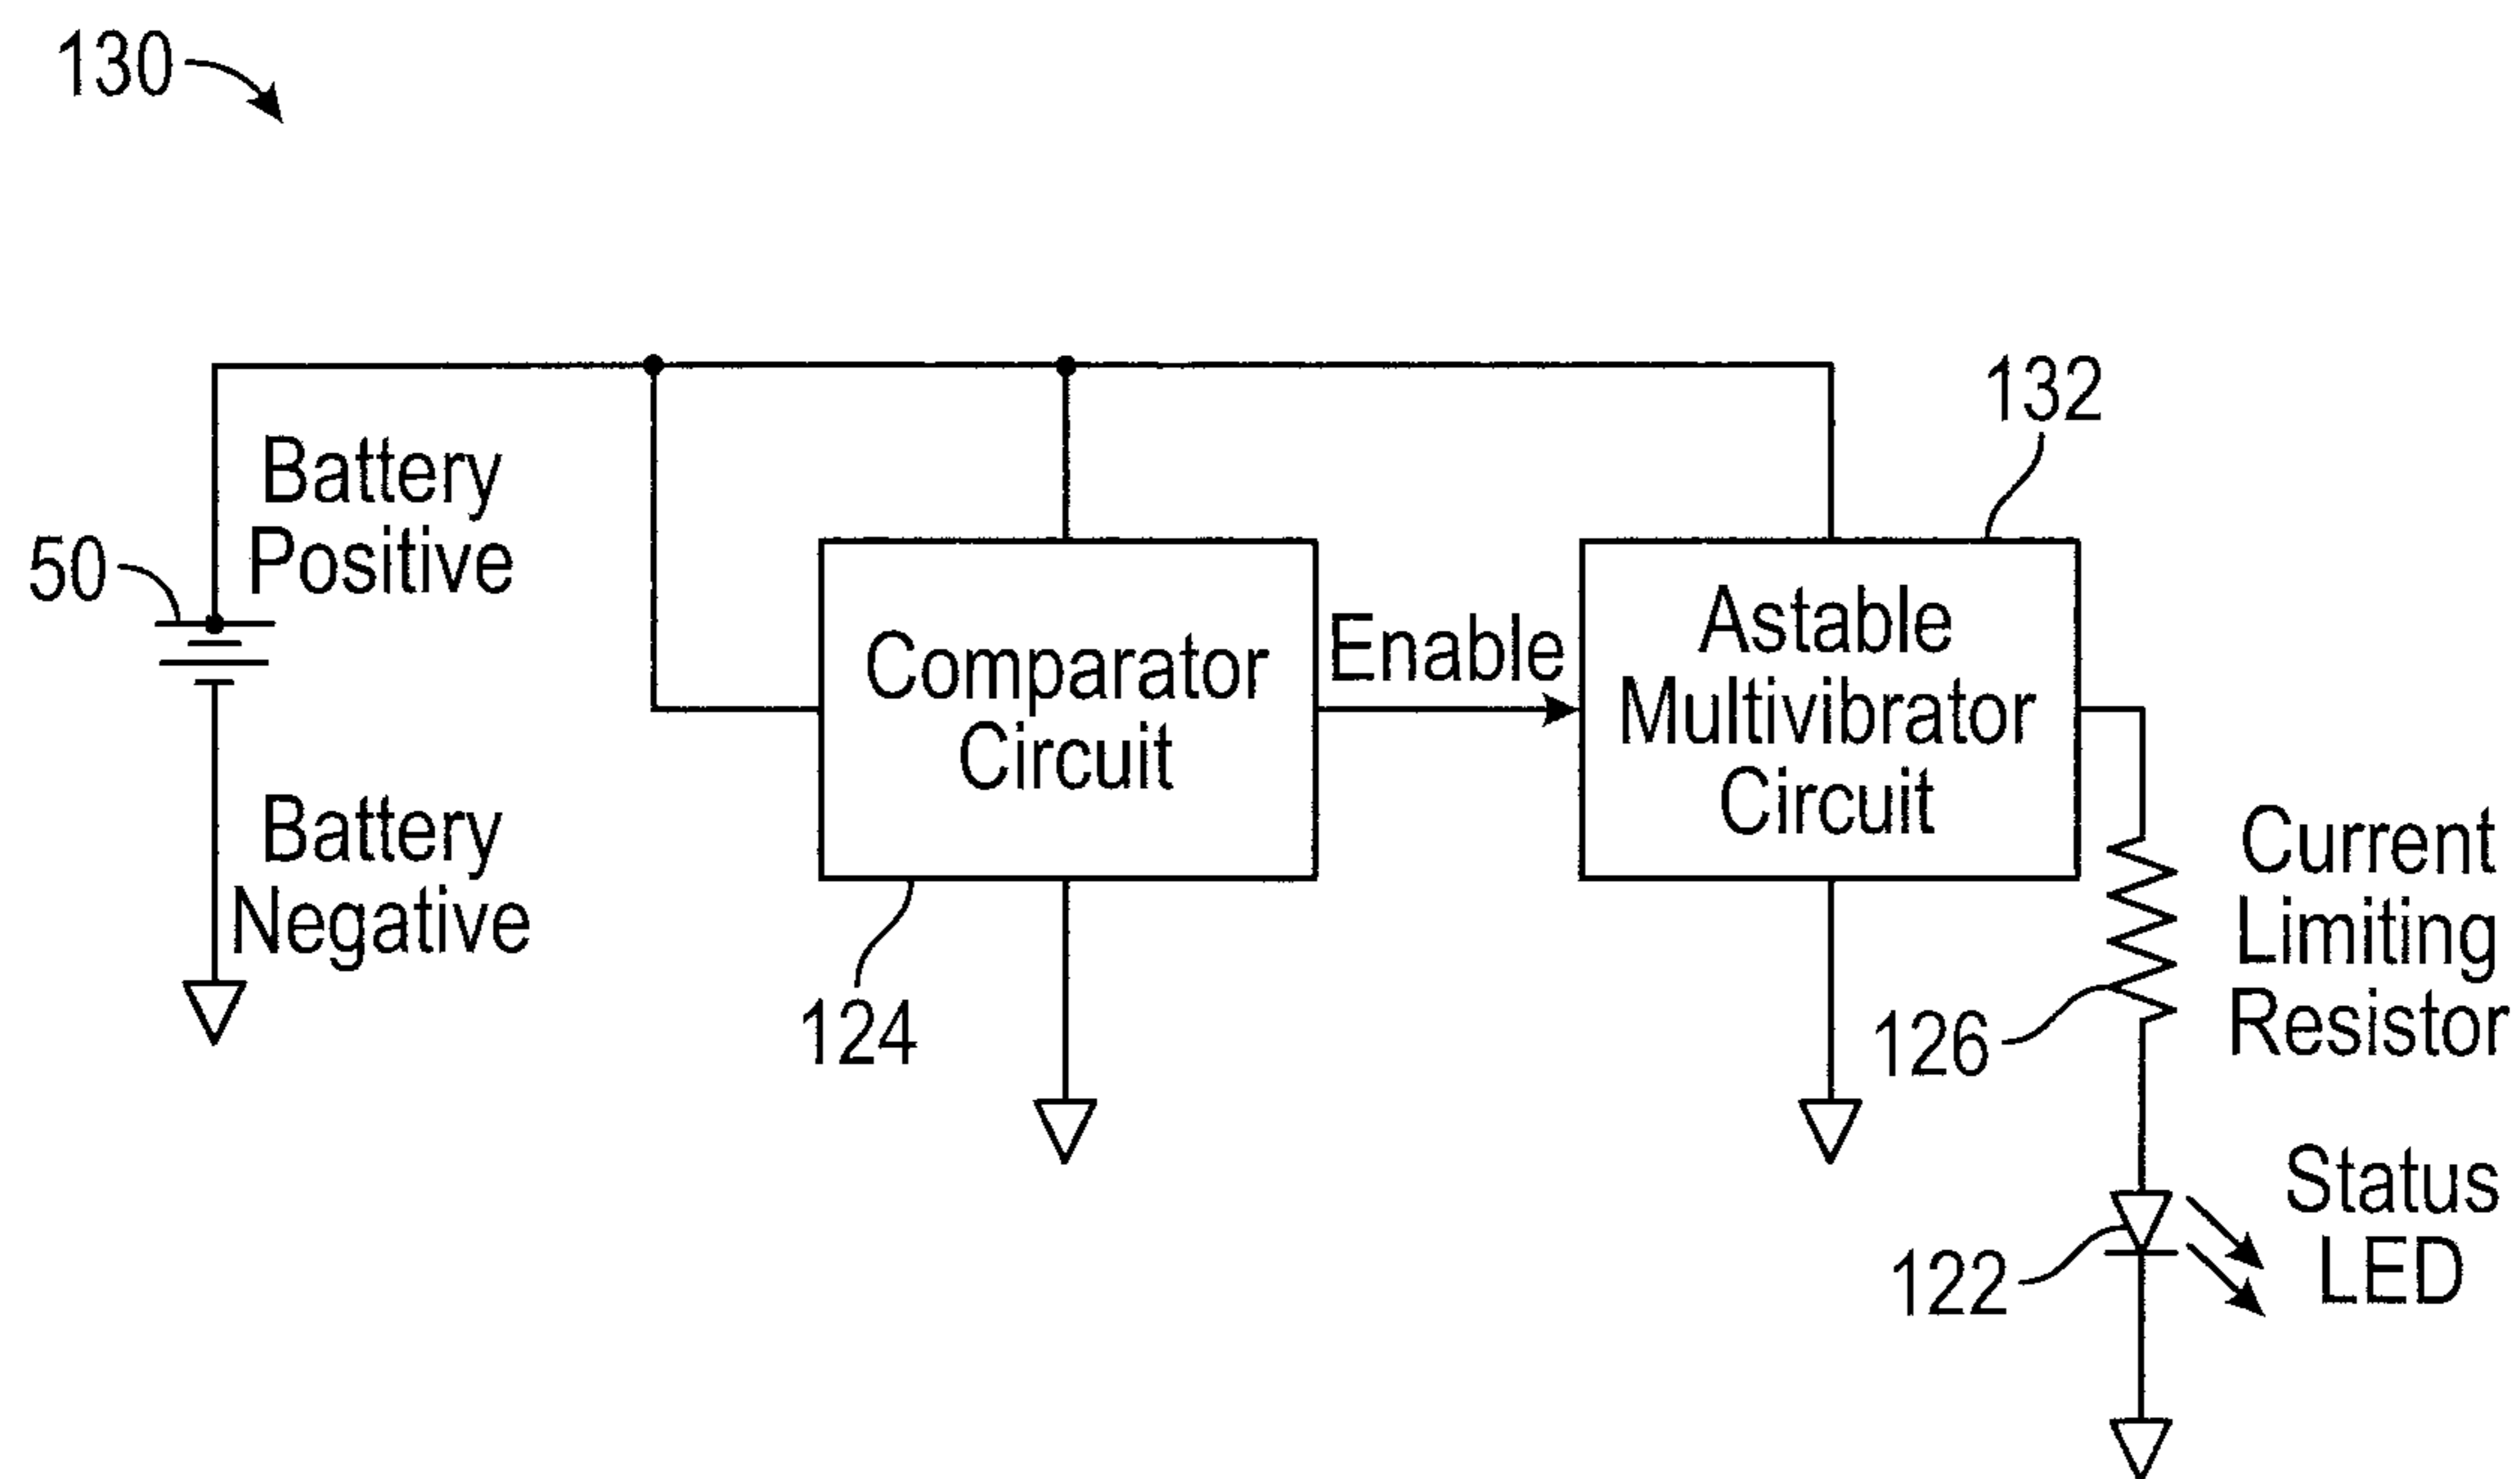 130
132
Battery
Positive
50
Battery
Negative
Comparator
Circuit
Enable
Astable
Multivibrator
Circuit
124
126
Current
Limiting
Resistor
122
Status
LED